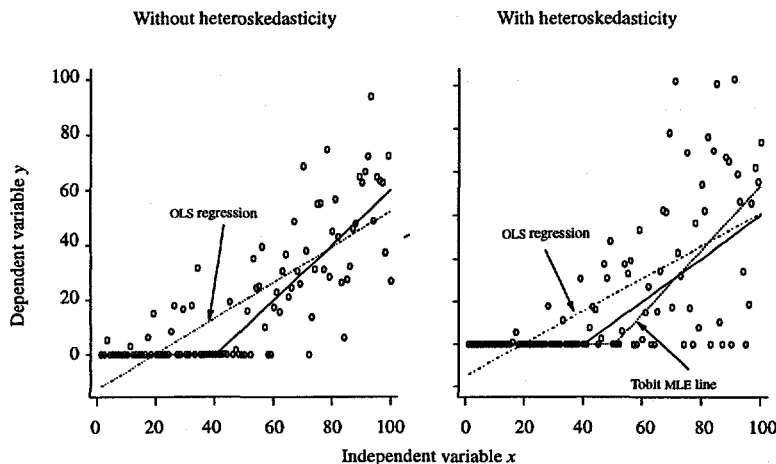 Without heteroskedasticity
With heteroskedasticity
Dependent variable y
100
80
60
40
20
0
OLS regression
OLS regression
Tobit MLE line
0 20 40 60 80 100
0 20 40 60 80 100
Independent variable x